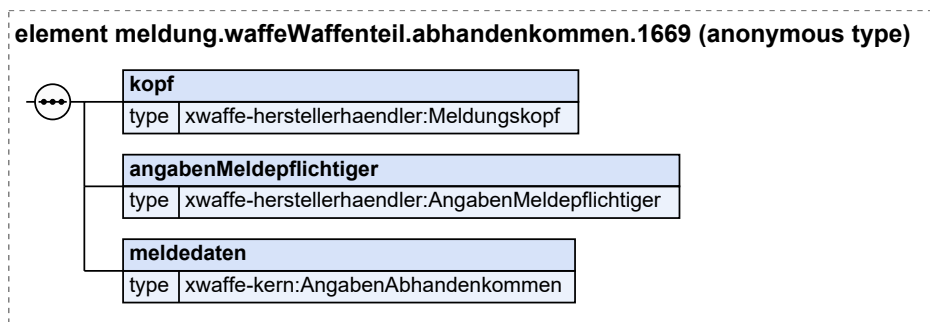 element meldung.waffeWaffenteil.abhandenkommen.1669 (anonymous type)
kopf
type xwaffe-herstellerhaendler:Meldungskopf
angabenMeldepflichtiger
type xwaffe-herstellerhaendler:AngabenMeldepflichtiger
meldedaten
type xwaffe-kern:AngabenAbhandenkommen